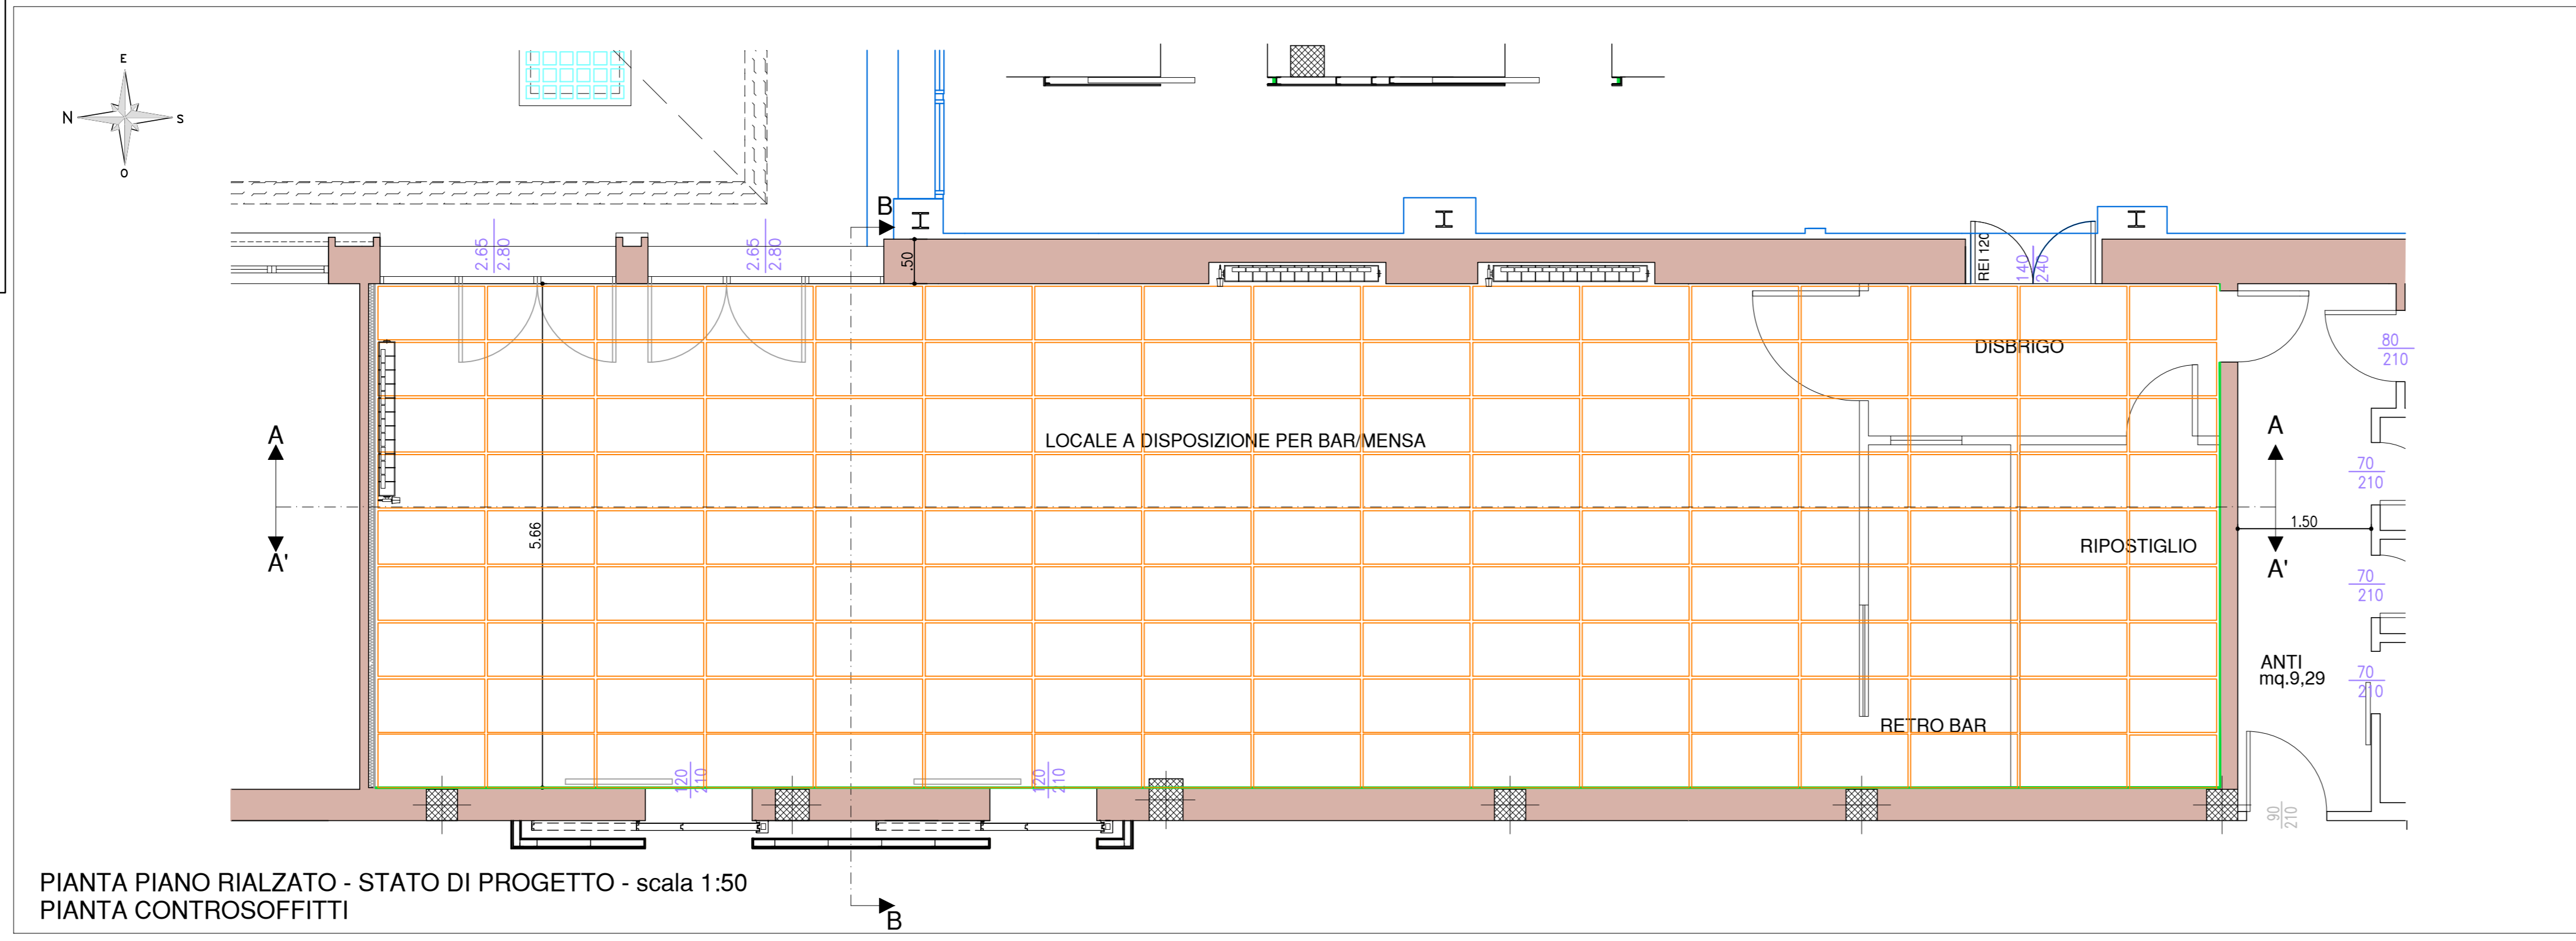 E
N
S
O
B
2.65
2.80
2.65
2.80
.50
REI 120
140
240
DISBRIGO
80
210
A
LOCALE A DISPOSIZIONE PER BAR/MENSA
A
70
210
5.66
1.50
A'
RIPOSTIGLIO
A'
70
210
ANTI
mq.9,29
70
210
RETRO BAR
120
210
120
210
90
210
PIANTA PIANO RIALZATO - STATO DI PROGETTO - scala 1:50
PIANTA CONTROSOFFITTI
B